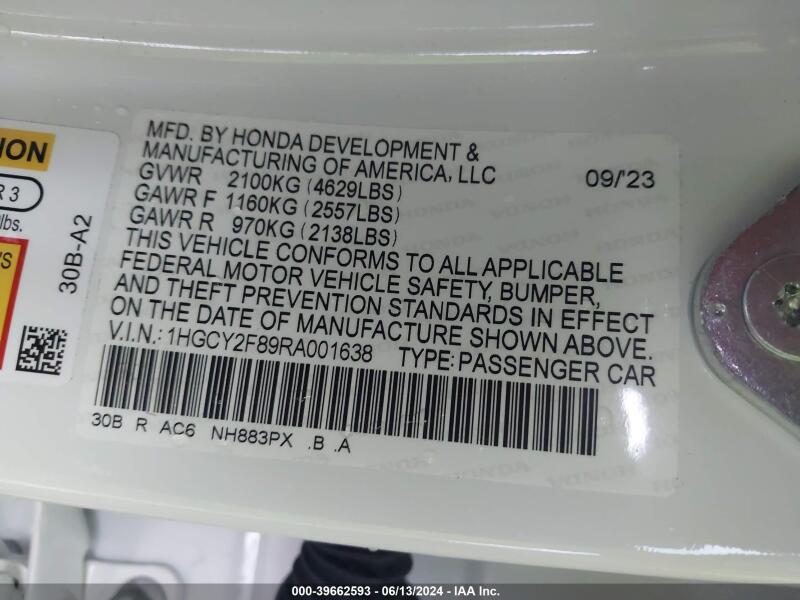 MFD. BY HONDA DEVELOPMENT &
MANUFACTURING OF AMERICA, LLC
GVWR 2100KG (4629LBS) 09/'23
GAWR F 1160KG (2557LBS)
GAWR R 970KG (2138LBS)
THIS VEHICLE CONFORMS TO ALL APPLICABLE
FEDERAL MOTOR VEHICLE SAFETY, BUMPER,
AND THEFT PREVENTION STANDARDS IN EFFECT
ON THE DATE OF MANUFACTURE SHOWN ABOVE.
V.I.N.: 1HGCY2F89RA001638 TYPE: PASSENGER CAR
30B R AC6 NH883PX .B .A
30B-A2
R 3
lbs.
000-39662593 - 06/13/2024 - IAA Inc.